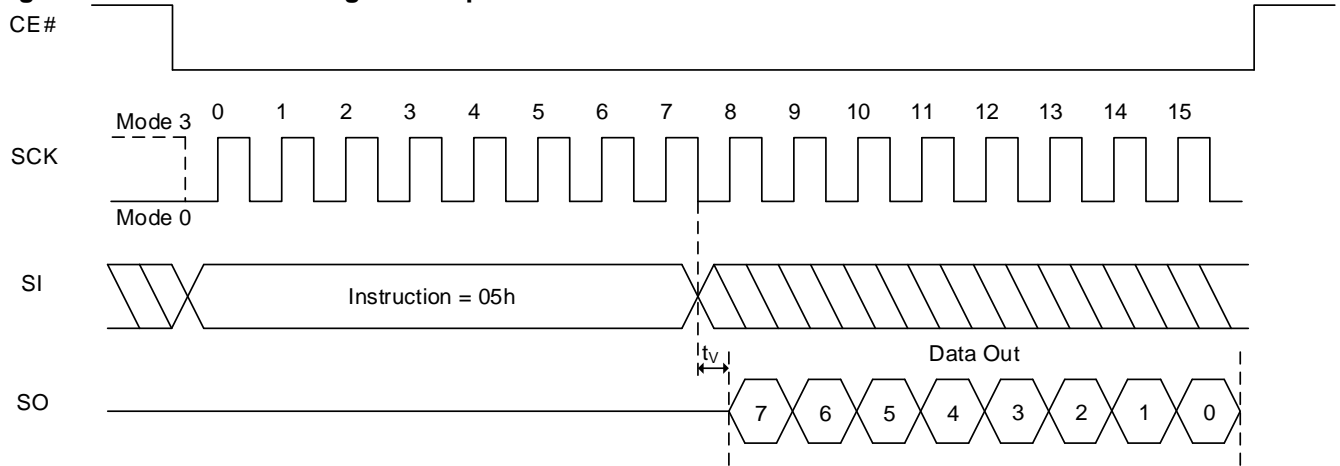 CE#
0 1 2 3 4 5 6 7 8 9 10 11 12 13 14 15
Mode 3
SCK
Mode 0
SI
Instruction = 05h
tV
Data Out
SO
7 6 5 4 3 2 1 0